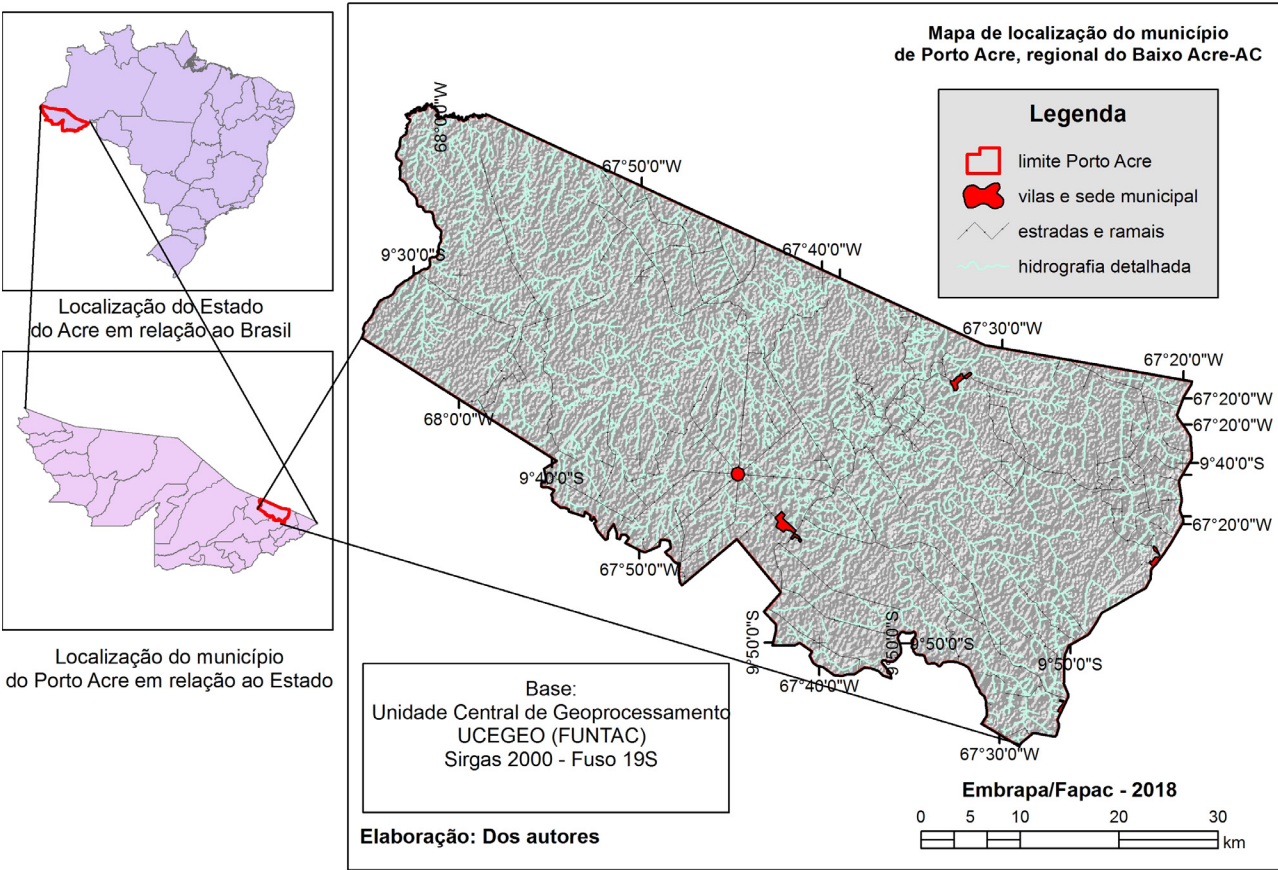 Mapa de localização do município
de Porto Acre, regional do Baixo Acre-AC
Legenda
limite Porto Acre
vilas e sede municipal
estradas e ramais
hidrografia detalhada
Localização do Estado
do Acre em relação ao Brasil
Localização do município
do Porto Acre em relação ao Estado
68°0'0"W
67°50'0"W
67°40'0"W
67°30'0"W
67°20'0"W
67°20'0"W
67°20'0"W
9°40'0"S
67°20'0"W
9°30'0"S
68°0'0"W
9°40'0"S
67°50'0"W
9°50'0"S
67°40'0"W
9°50'0"S
9°50'0"S
9°50'0"S
67°30'0"W
Base:
Unidade Central de Geoprocessamento
UCEGEO (FUNTAC)
Sirgas 2000 - Fuso 19S
Elaboração: Dos autores
Embrapa/Fapac - 2018
0 5 10 20 30
km